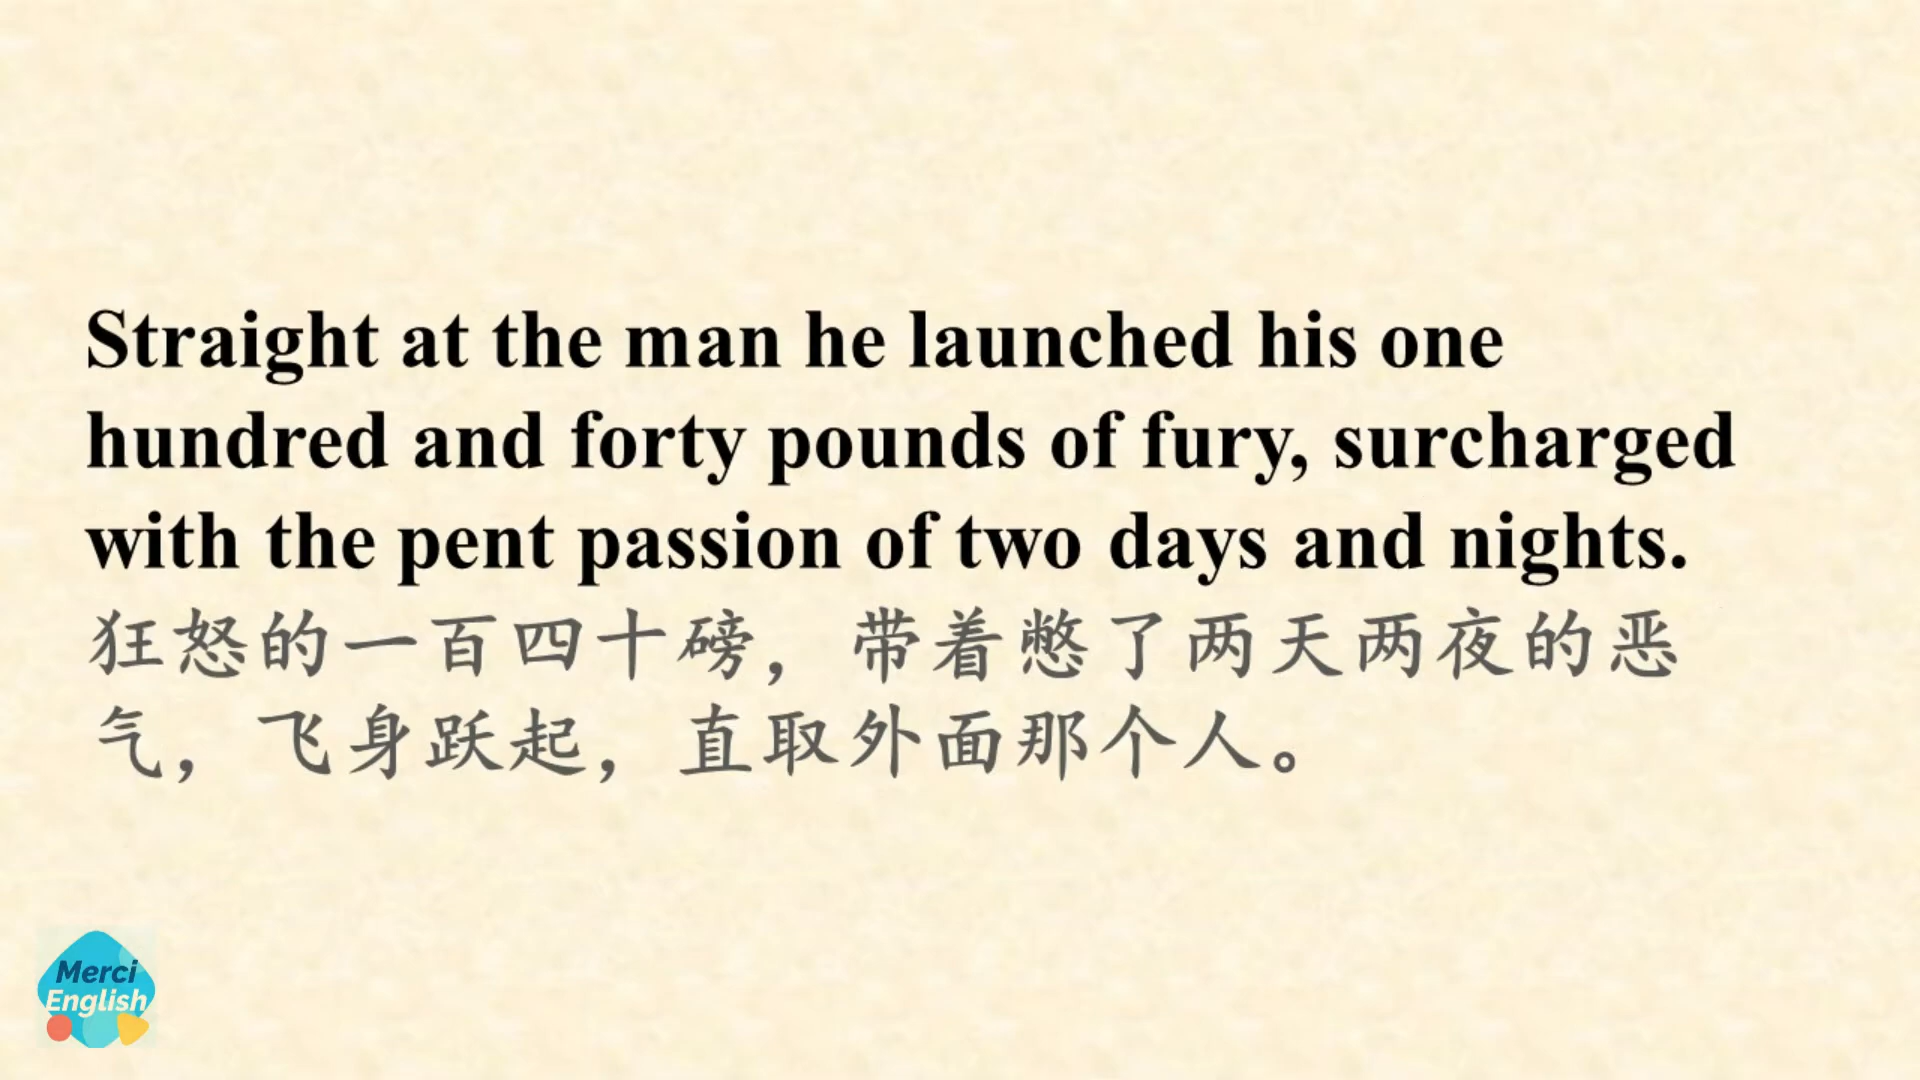 Straight at the man he launched his one
hundred and forty pounds of fury, surcharged
with the pent passion of two days and nights.
狂怒的一百四十磅，带着憋了两天两夜的恶
气，飞身跃起，直取外面那个人。
Merci
English